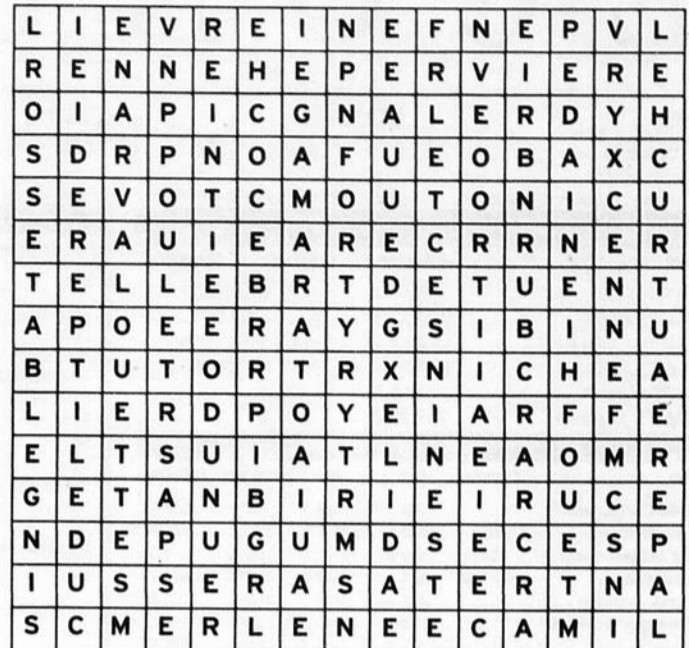 L I E V R E I N E F N E P V L
R E N N E H E P E R V I E R E
O I A P I C G N A L E R D Y H
S D R P N O A F U E O B A X C
S E V O T C M O U T O N I C U
E R A U I E A R E C R R N E R
T E L L E B R T D E T U E N T
A P O E E R A Y G S I B I N U
B T U T O R T R X N I C H E A
L I E R D P O Y E I A R F F E
E L T S U I A T L N E A O M R
G E T A N B I R I E I R U C E
N D E P U G U M D S E C E S P
I U S S E R A S A T E R T N A
S C M E R L E N E E C A M I L